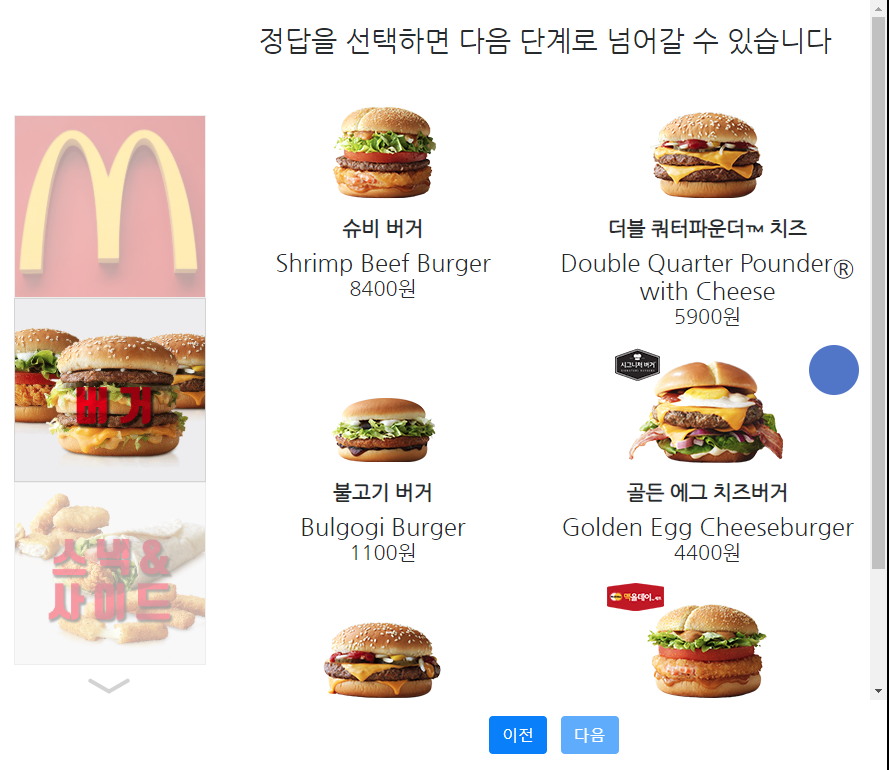 정답을 선택하면 다음 단계로 넘어갈 수 있습니다
슈비 버거
Shrimp Beef Burger
8400원
더블 쿼터파운더™ 치즈
Double Quarter Pounder®
with Cheese
5900원
버거
시그니처 버거
불고기 버거
Bulgogi Burger
1100원
골든 에그 치즈버거
Golden Egg Cheeseburger
4400원
스낵&
사이드
맥올데이
이전
다음